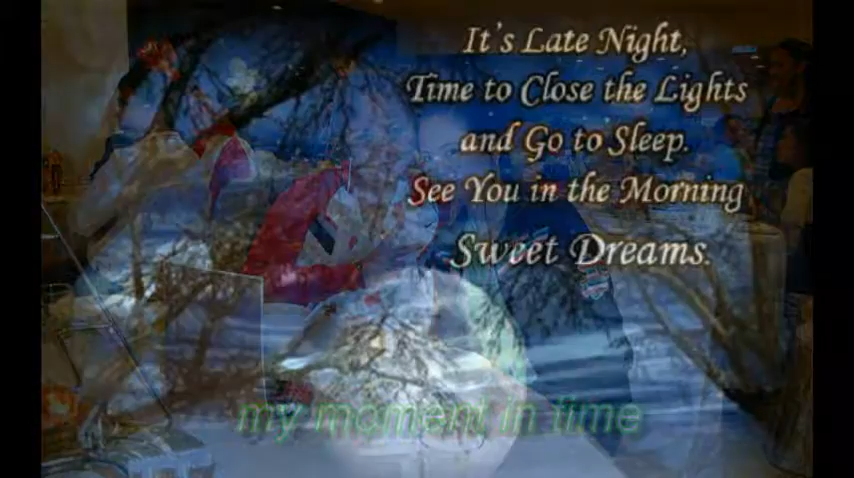 It's Late Night,
Time to Close the Lights
and Go to Sleep.
See You in the Morning
Sweet Dreams.
my moment in time